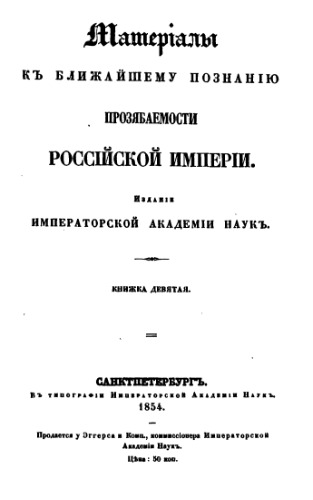 Матеріалы
КЪ БЛИЖАЙШЕМУ ПОЗНАНІЮ
ПРОЗЯБАЕМОСТИ
РОССІЙСКОЙ ИМПЕРІИ.
Изданіе
ИМПЕРАТОРСКОЙ АКАДЕМІИ НАУКЪ.
КНИЖКА ДЕВЯТАЯ.
САНКТПЕТЕРБУРГЪ.
Въ типографіи Императорской Академіи Наукъ.
1854.
Продается у Эггерса и Комп., коммиссіонера Императорской
Академіи Наукъ.
Цѣна: 50 коп.